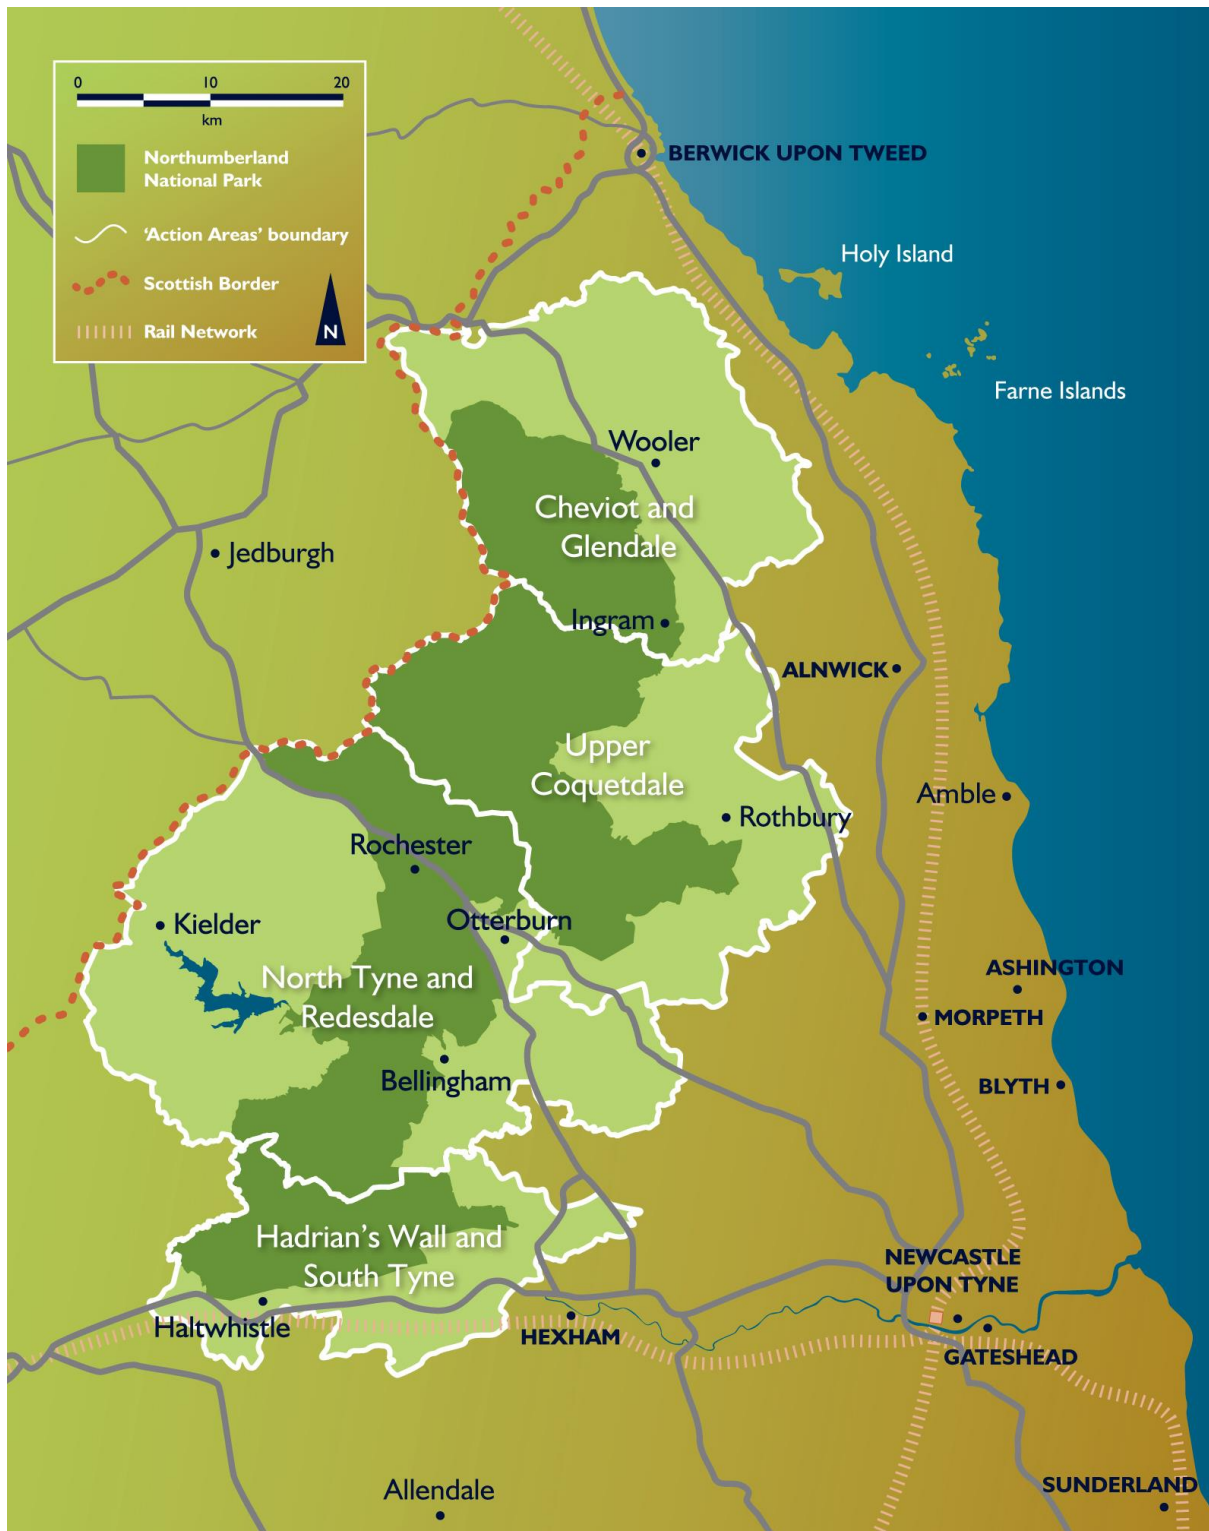 0 10 20
km
Northumberland
National Park
‘Action Areas’ boundary
Scottish Border
Rail Network
N
BERWICK UPON TWEED
Holy Island
Farne Islands
Wooler
Cheviot and
Glendale
Jedburgh
Ingram
ALNWICK
Upper
Coquetdale
Amble
Rothbury
Rochester
Kielder
Otterburn
North Tyne and
Redesdale
ASHINGTON
MORPETH
Bellingham
BLYTH
Hadrian’s Wall and
South Tyne
NEWCASTLE
UPON TYNE
Haltwhistle
HEXHAM
GATESHEAD
Allendale
SUNDERLAND